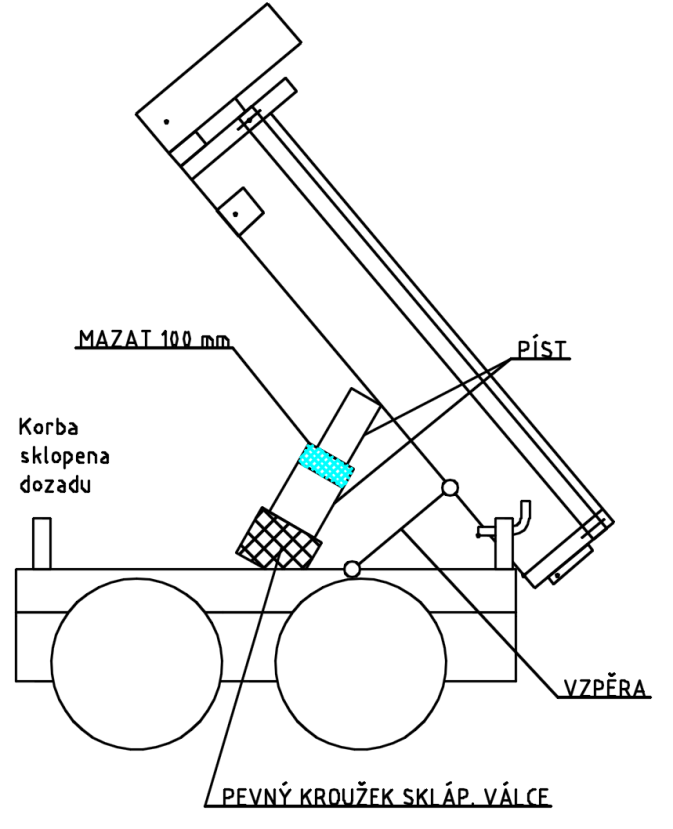 MAZAT 100 mm
PÍST
Korba
sklopena
dozadu
VZPĚRA
PEVNÝ KROUŽEK SKLÁP. VÁLCE